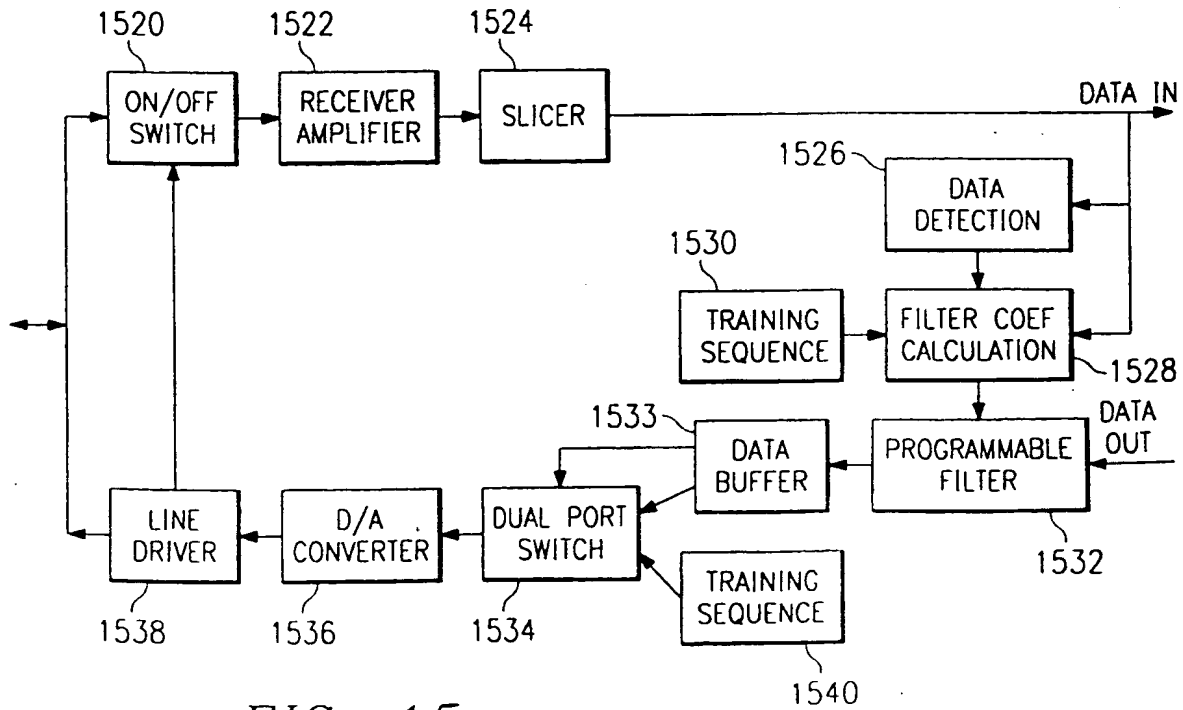 1520
1522
1524
ON/OFF
SWITCH
RECEIVER
AMPLIFIER
SLICER
DATA IN
1526
DATA
DETECTION
1530
TRAINING
SEQUENCE
FILTER COEF
CALCULATION
1528
1533
DATA
BUFFER
PROGRAMMABLE
FILTER
DATA
OUT
1532
LINE
DRIVER
D/A
CONVERTER
DUAL PORT
SWITCH
TRAINING
SEQUENCE
1538
1536
1534
1540
FIG. 15